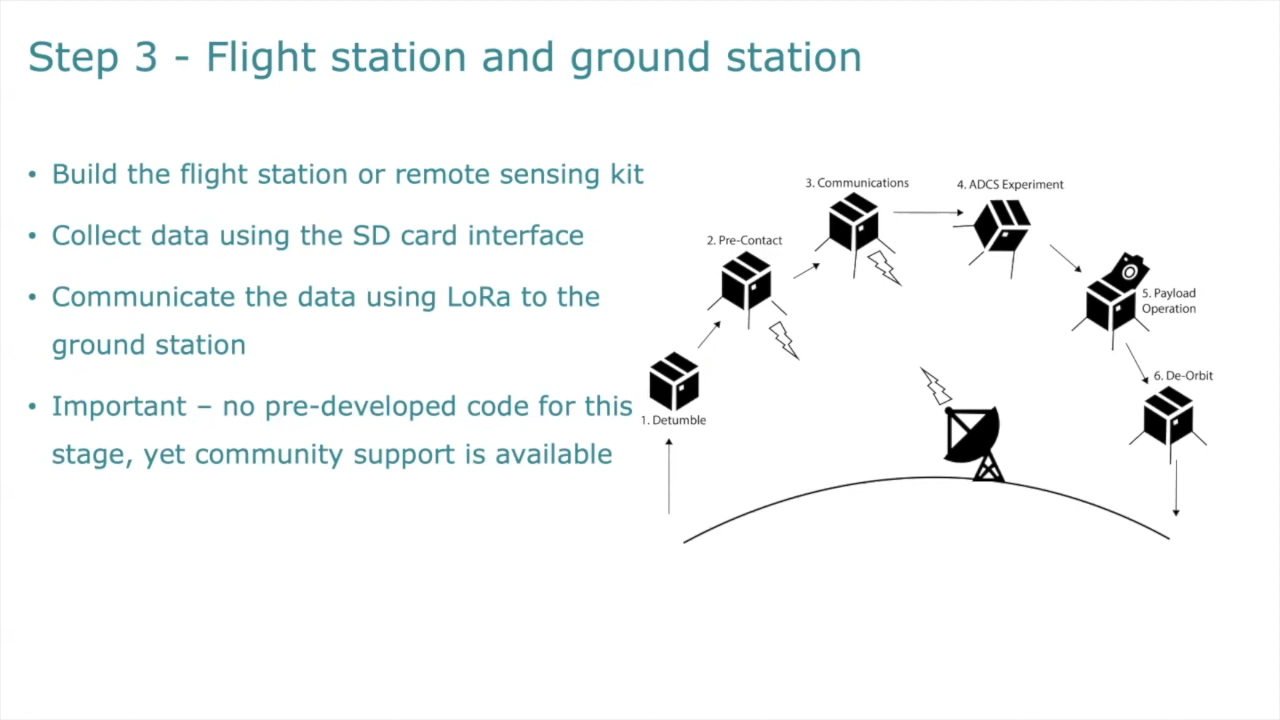 Step 3 - Flight station and ground station
• Build the flight station or remote sensing kit
• Collect data using the SD card interface
• Communicate the data using LoRa to the
ground station
• Important – no pre-developed code for this
stage, yet community support is available
1. Detumble
2. Pre-Contact
3. Communications
4. ADCS Experiment
5. Payload
Operation
6. De-Orbit